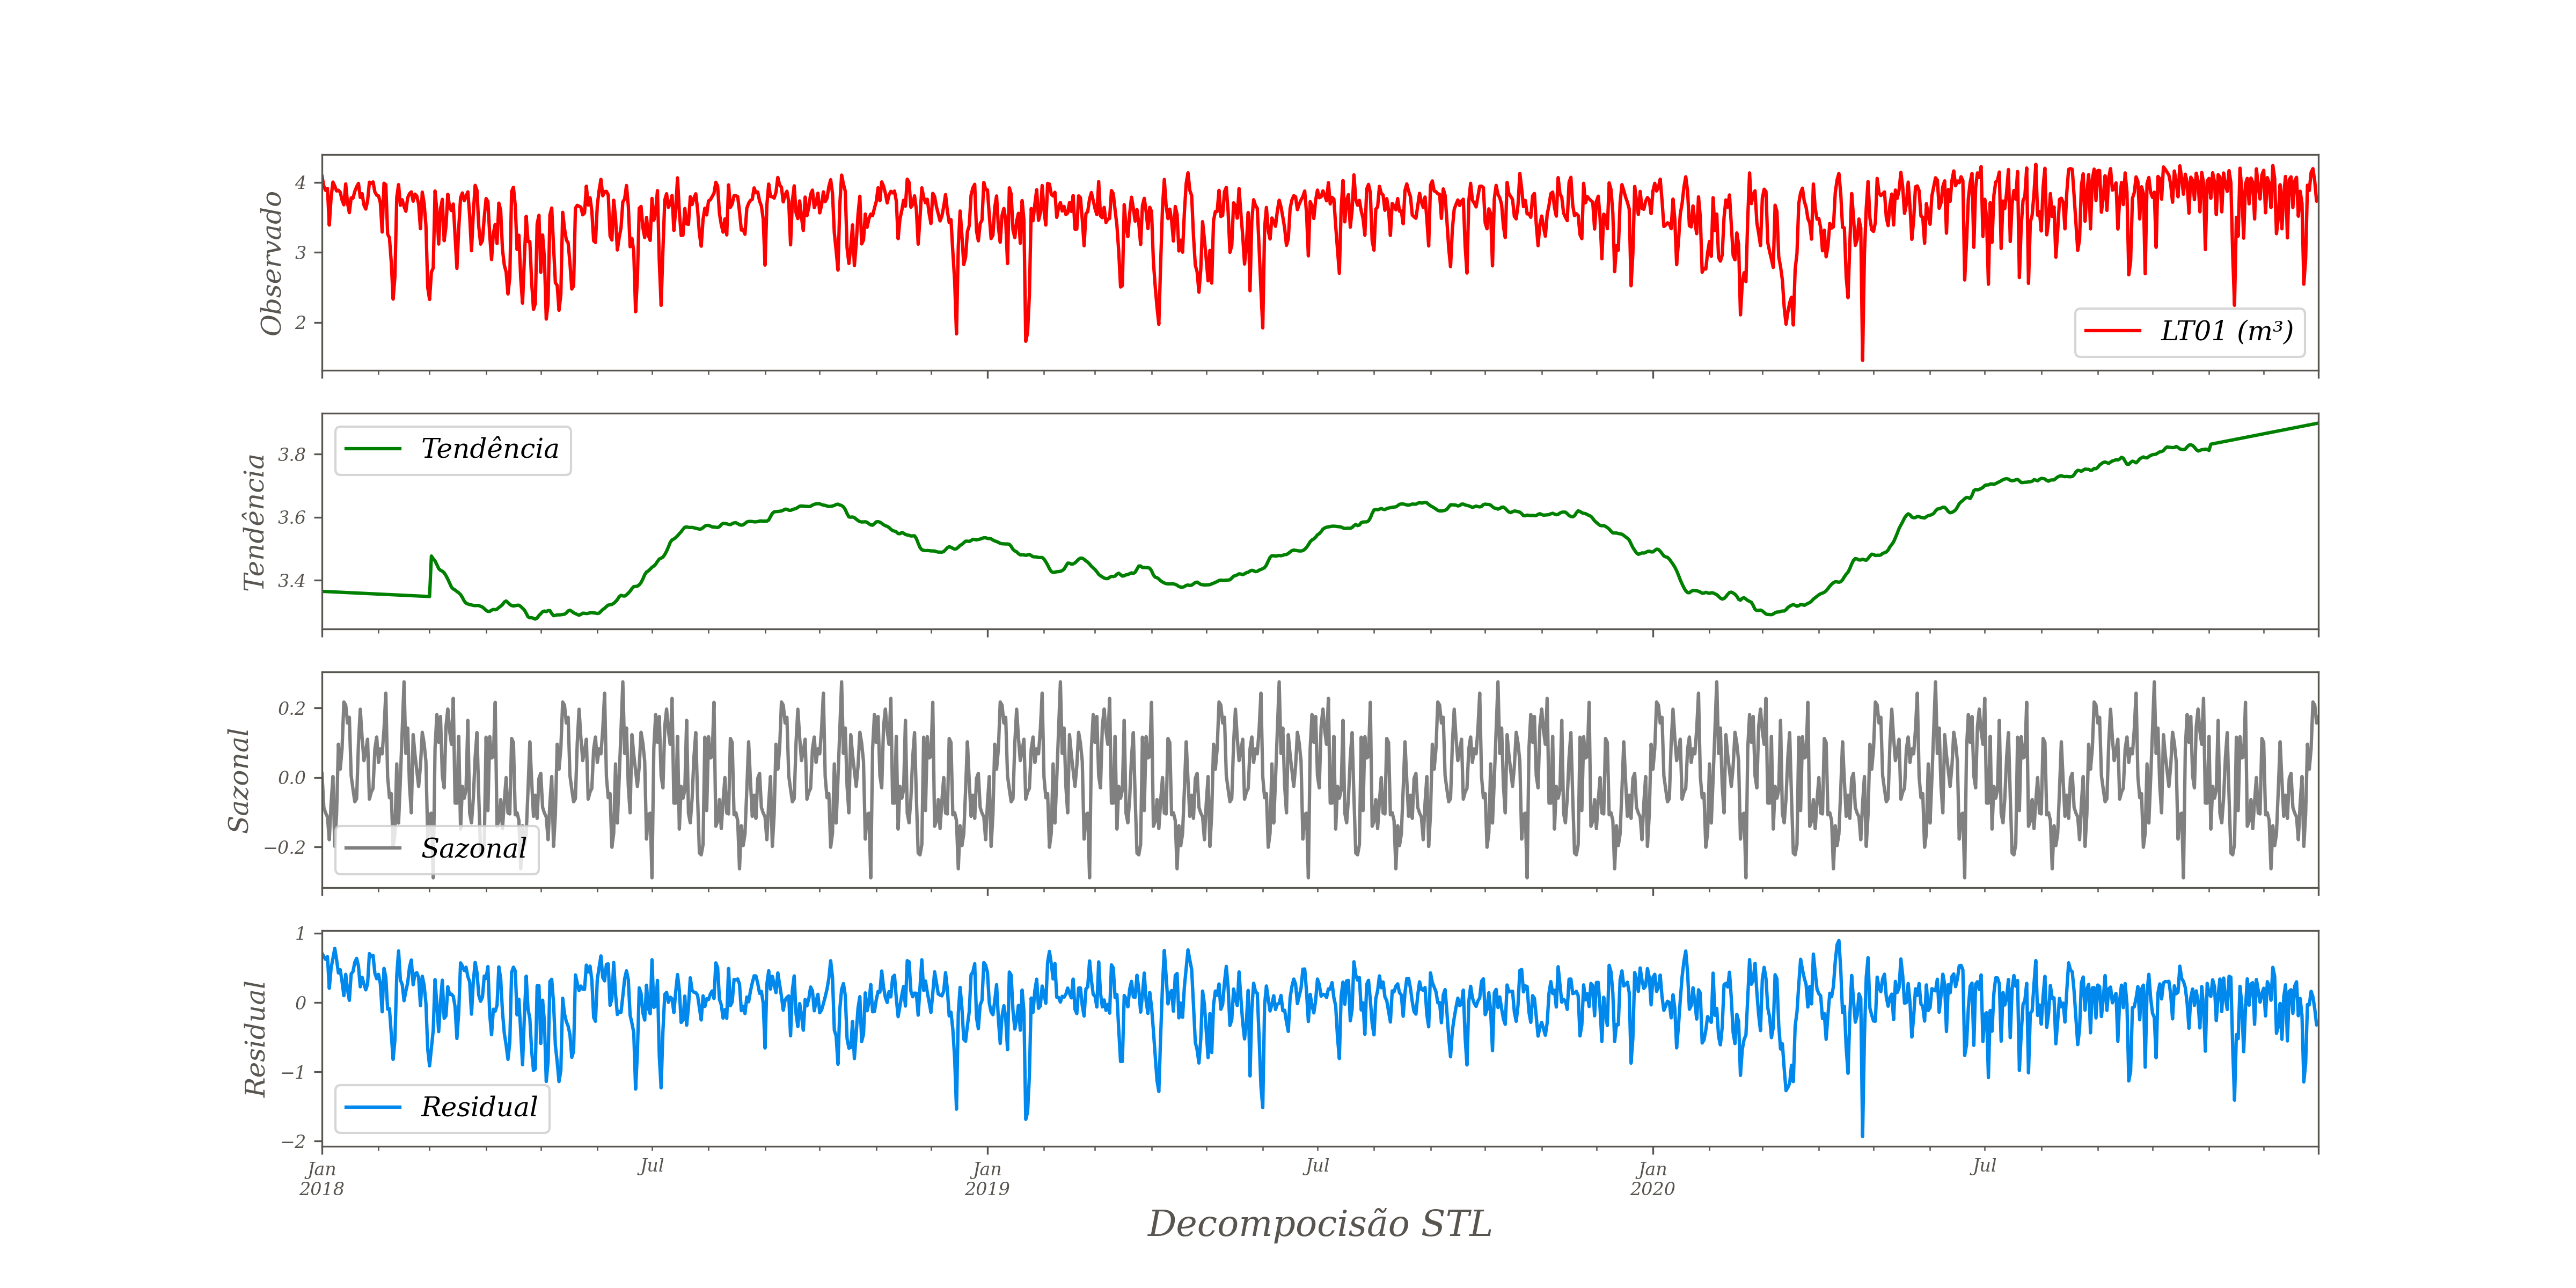 Observado
4
3
2
LT01 (m³)
Tendência
3.8
3.6
3.4
Tendência
Sazonal
0.2
0.0
−0.2
Sazonal
Residual
1
0
−1
−2
Residual
Jan
2018
Jul
Jan
2019
Jul
Jan
2020
Jul
Decompocisão STL